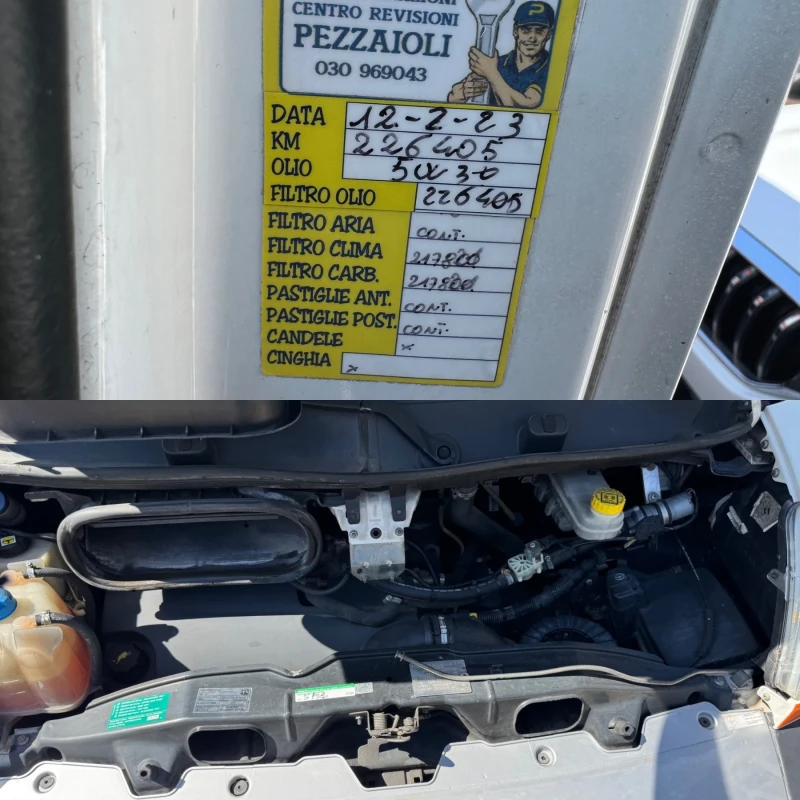 CENTRO REVISIONI
PEZZAIOLI
030 969043
DATA 12-2-23
KM 226405
OLIO 5W30
FILTRO OLIO 226405
FILTRO ARIA CONT.
FILTRO CLIMA 217800
FILTRO CARB. 217800
PASTIGLIE ANT. CONT.
PASTIGLIE POST. CONT.
CANDELE x
CINGHIA x